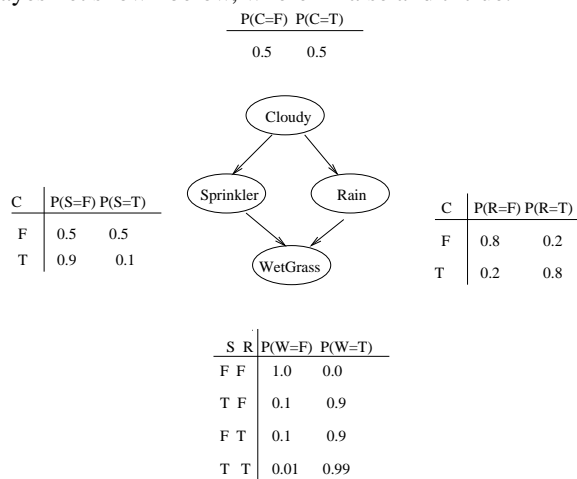 P(C=F) P(C=T)
0.5 0.5
Cloudy
Sprinkler
Rain
WetGrass
C P(S=F) P(S=T)
F 0.5 0.5
T 0.9 0.1
C P(R=F) P(R=T)
F 0.8 0.2
T 0.2 0.8
S R P(W=F) P(W=T)
F F 1.0 0.0
T F 0.1 0.9
F T 0.1 0.9
T T 0.01 0.99